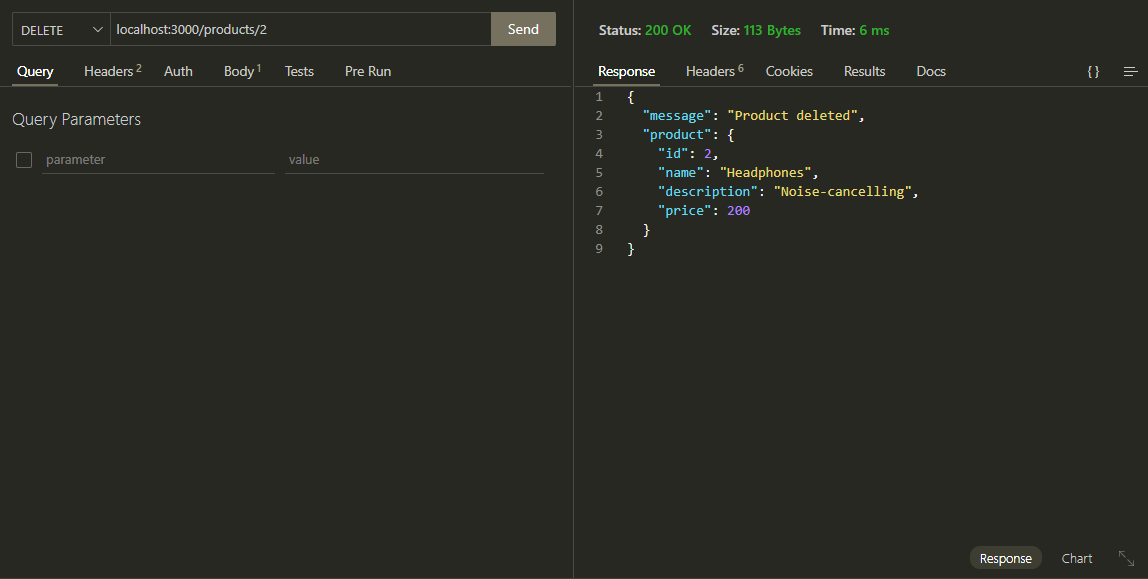 DELETE localhost:3000/products/2 Send
Query Headers 2 Auth Body 1 Tests Pre Run
Query Parameters
parameter value
Status: 200 OK Size: 113 Bytes Time: 6 ms
Response Headers 6 Cookies Results Docs {}
1 {
2 "message": "Product deleted",
3 "product": {
4 "id": 2,
5 "name": "Headphones",
6 "description": "Noise-cancelling",
7 "price": 200
8 }
9 }
Response Chart